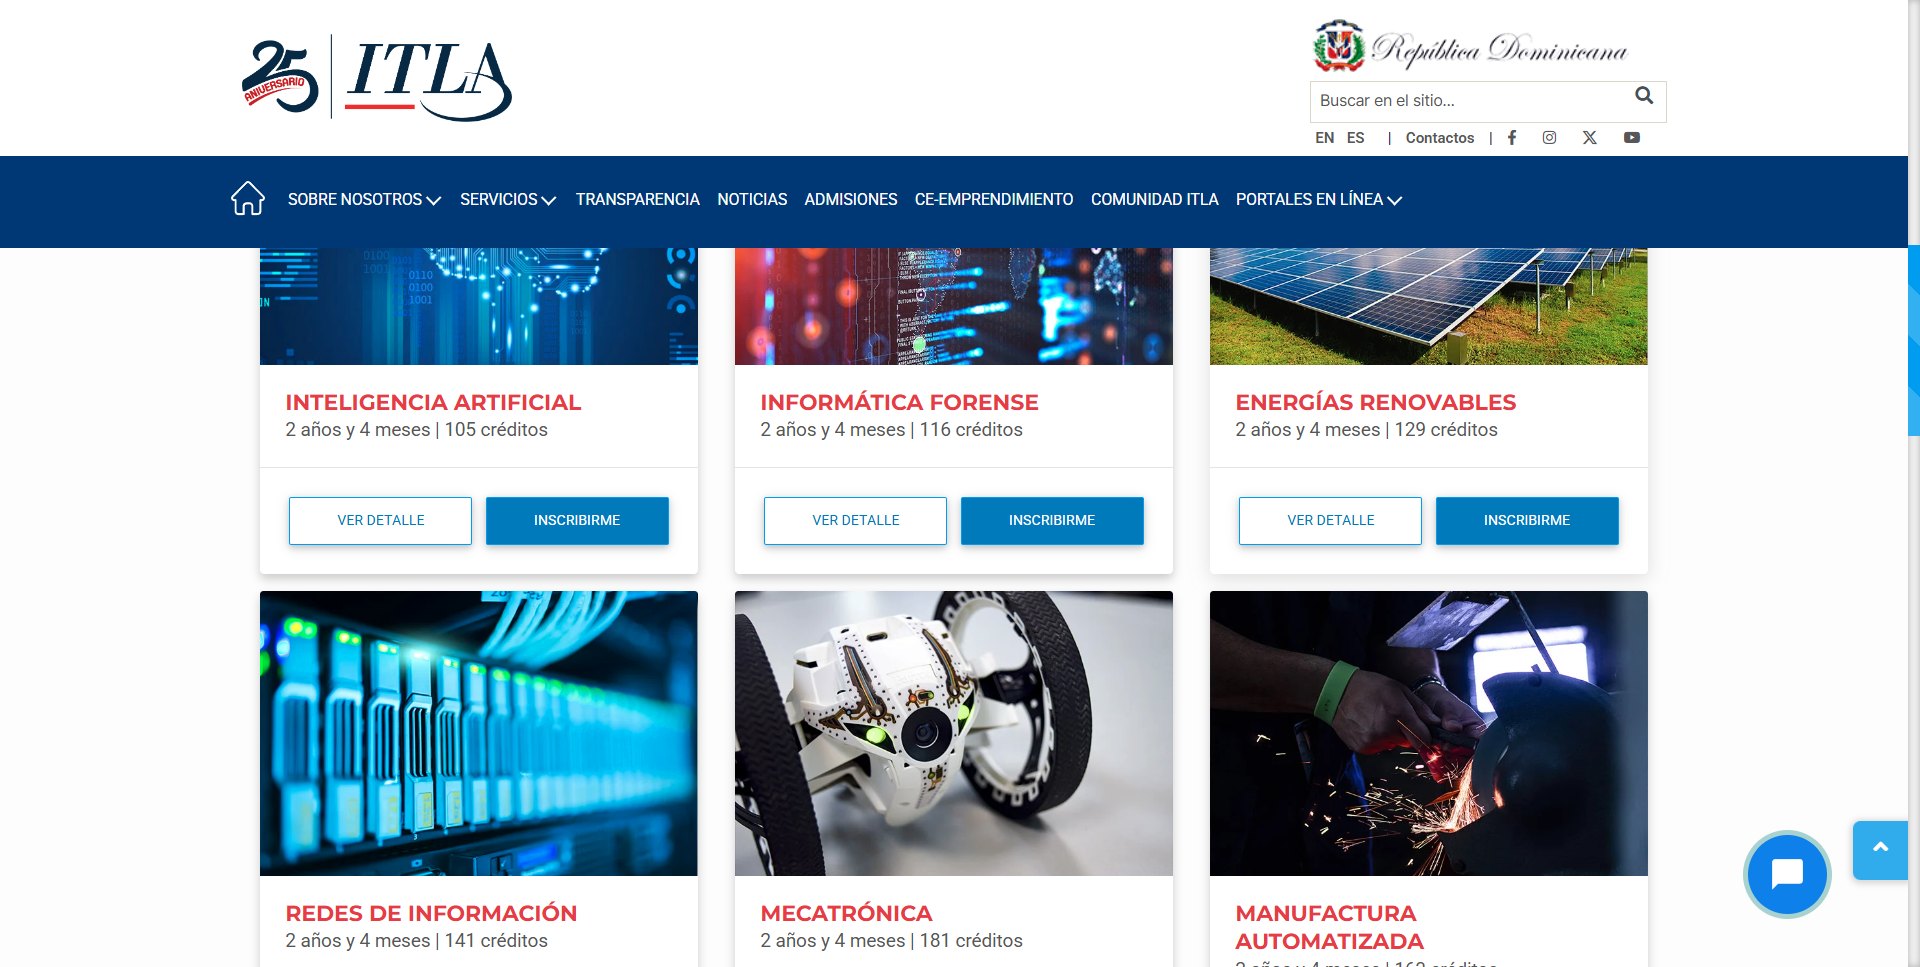 25
ANIVERSARIO
ITLA
República Dominicana
Buscar en el sitio...
EN ES | Contactos |
SOBRE NOSOTROS SERVICIOS TRANSPARENCIA NOTICIAS ADMISIONES CE-EMPRENDIMIENTO COMUNIDAD ITLA PORTALES EN LÍNEA
0110
0100
1001
INTELIGENCIA ARTIFICIAL
2 años y 4 meses | 105 créditos
VER DETALLE INSCRIBIRME
INFORMÁTICA FORENSE
2 años y 4 meses | 116 créditos
VER DETALLE INSCRIBIRME
ENERGÍAS RENOVABLES
2 años y 4 meses | 129 créditos
VER DETALLE INSCRIBIRME
REDES DE INFORMACIÓN
2 años y 4 meses | 141 créditos
MECATRÓNICA
2 años y 4 meses | 181 créditos
MANUFACTURA
AUTOMATIZADA